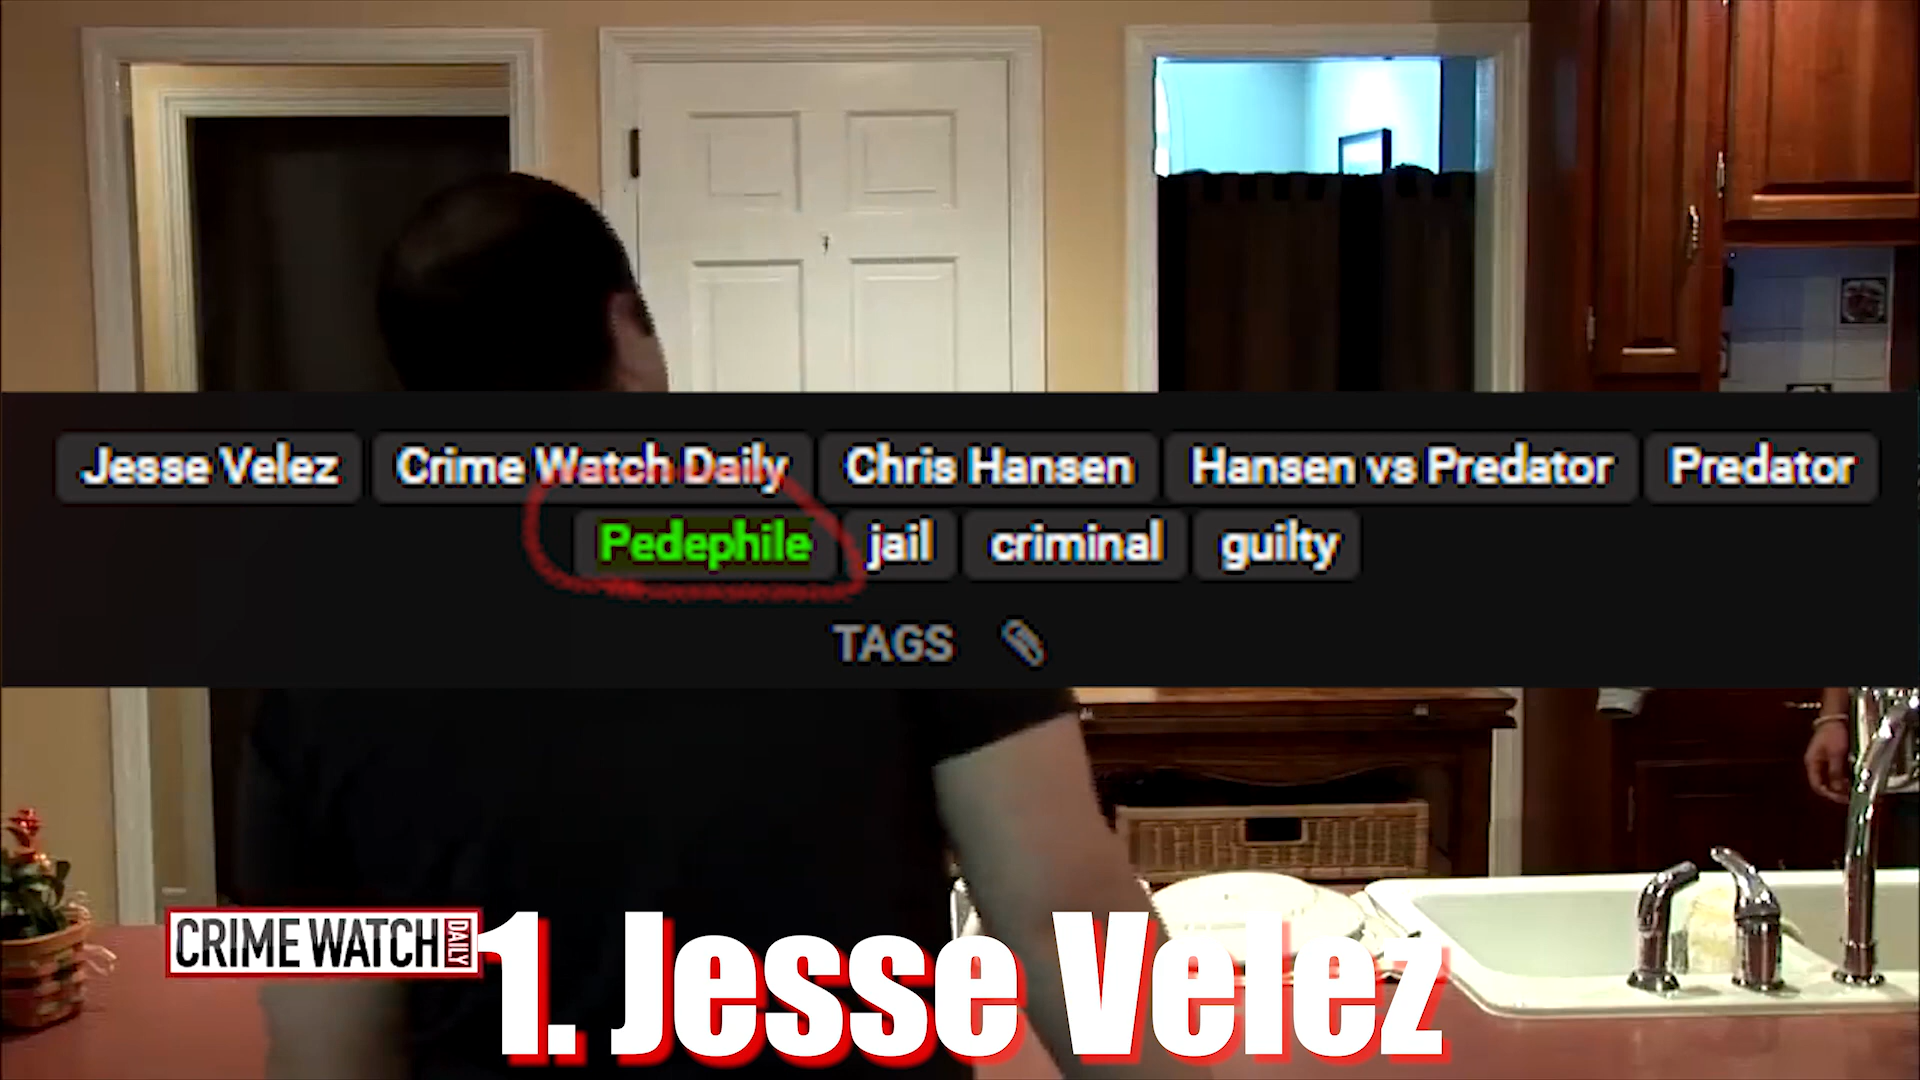 Jesse Velez Crime Watch Daily Chris Hansen Hansen vs Predator Predator
Pedephile jail criminal guilty
TAGS
CRIME WATCH DAILY
1. Jesse Velez